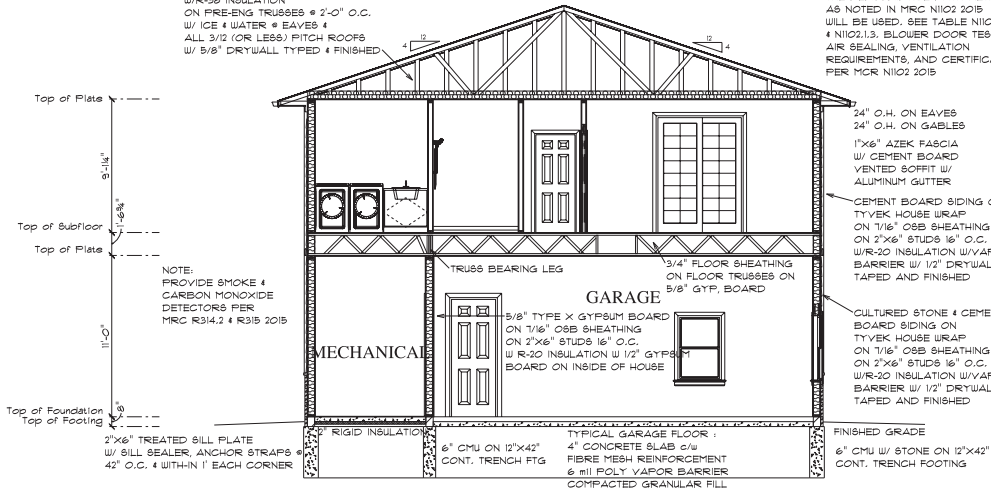 W/R-38 INSULATION
ON PRE-ENG TRUSSES @ 2'-0" O.C.
W/ ICE & WATER @ EAVES &
ALL 3/12 (OR LESS) PITCH ROOFS
W/ 5/8" DRYWALL TYPED & FINISHED
12
4
12
4
AS NOTED IN MRC N1102 2015
WILL BE USED. SEE TABLE N110
& N1102.1.3. BLOWER DOOR TES
AIR SEALING, VENTILATION
REQUIREMENTS, AND CERTIFICA
PER MCR N1102 2015
Top of Plate
24" O.H. ON EAVES
24" O.H. ON GABLES
1"X6" AZEK FASCIA
W/ CEMENT BOARD
VENTED SOFFIT W/
ALUMINUM GUTTER
9'-1 1/4"
1'-6 3/4"
Top of Subfloor
Top of Plate
CEMENT BOARD SIDING O
TYVEK HOUSE WRAP
ON 7/16" OSB SHEATHING
ON 2"X6" STUDS 16" O.C.
W/R-20 INSULATION W/VAP
BARRIER W/ 1/2" DRYWAL
TAPED AND FINISHED
NOTE:
PROVIDE SMOKE &
CARBON MONOXIDE
DETECTORS PER
MRC R314.2 & R315 2015
TRUSS BEARING LEG
3/4" FLOOR SHEATHING
ON FLOOR TRUSSES ON
5/8" GYP. BOARD
GARAGE
5/8" TYPE X GYPSUM BOARD
ON 7/16" OSB SHEATHING
ON 2"X6" STUDS 16" O.C.
W R-20 INSULATION W 1/2" GYPSUM
BOARD ON INSIDE OF HOUSE
MECHANICAL
CULTURED STONE & CEME
BOARD SIDING ON
TYVEK HOUSE WRAP
ON 7/16" OSB SHEATHING
ON 2"X6" STUDS 16" O.C.
W/R-20 INSULATION W/VAP
BARRIER W/ 1/2" DRYWAL
TAPED AND FINISHED
11'-0"
8"
Top of Foundation
Top of Footing
2"X6" TREATED SILL PLATE
W/ SILL SEALER, ANCHOR STRAPS @
42" O.C. & WITH-IN 1' EACH CORNER
2" RIGID INSULATION
6" CMU ON 12"X42"
CONT. TRENCH FTG
TYPICAL GARAGE FLOOR :
4" CONCRETE SLAB c/w
FIBRE MESH REINFORCEMENT
6 mil POLY VAPOR BARRIER
COMPACTED GRANULAR FILL
FINISHED GRADE
6" CMU W/ STONE ON 12"X42"
CONT. TRENCH FOOTING